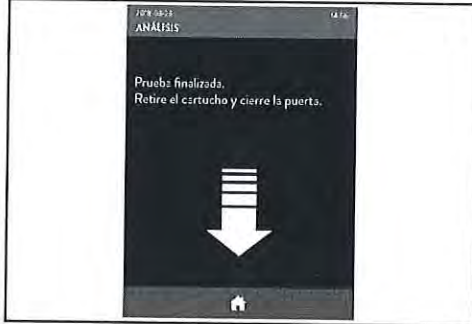 ANÁLISIS
Prueba finalizada.
Retire el cartucho y cierre la puerta.